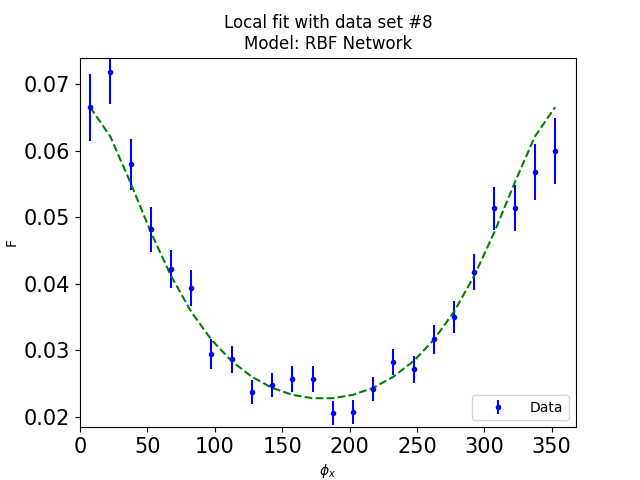 Local fit with data set #8
Model: RBF Network
F
0.07
0.06
0.05
0.04
0.03
0.02
0 50 100 150 200 250 300 350
ϕx
Data